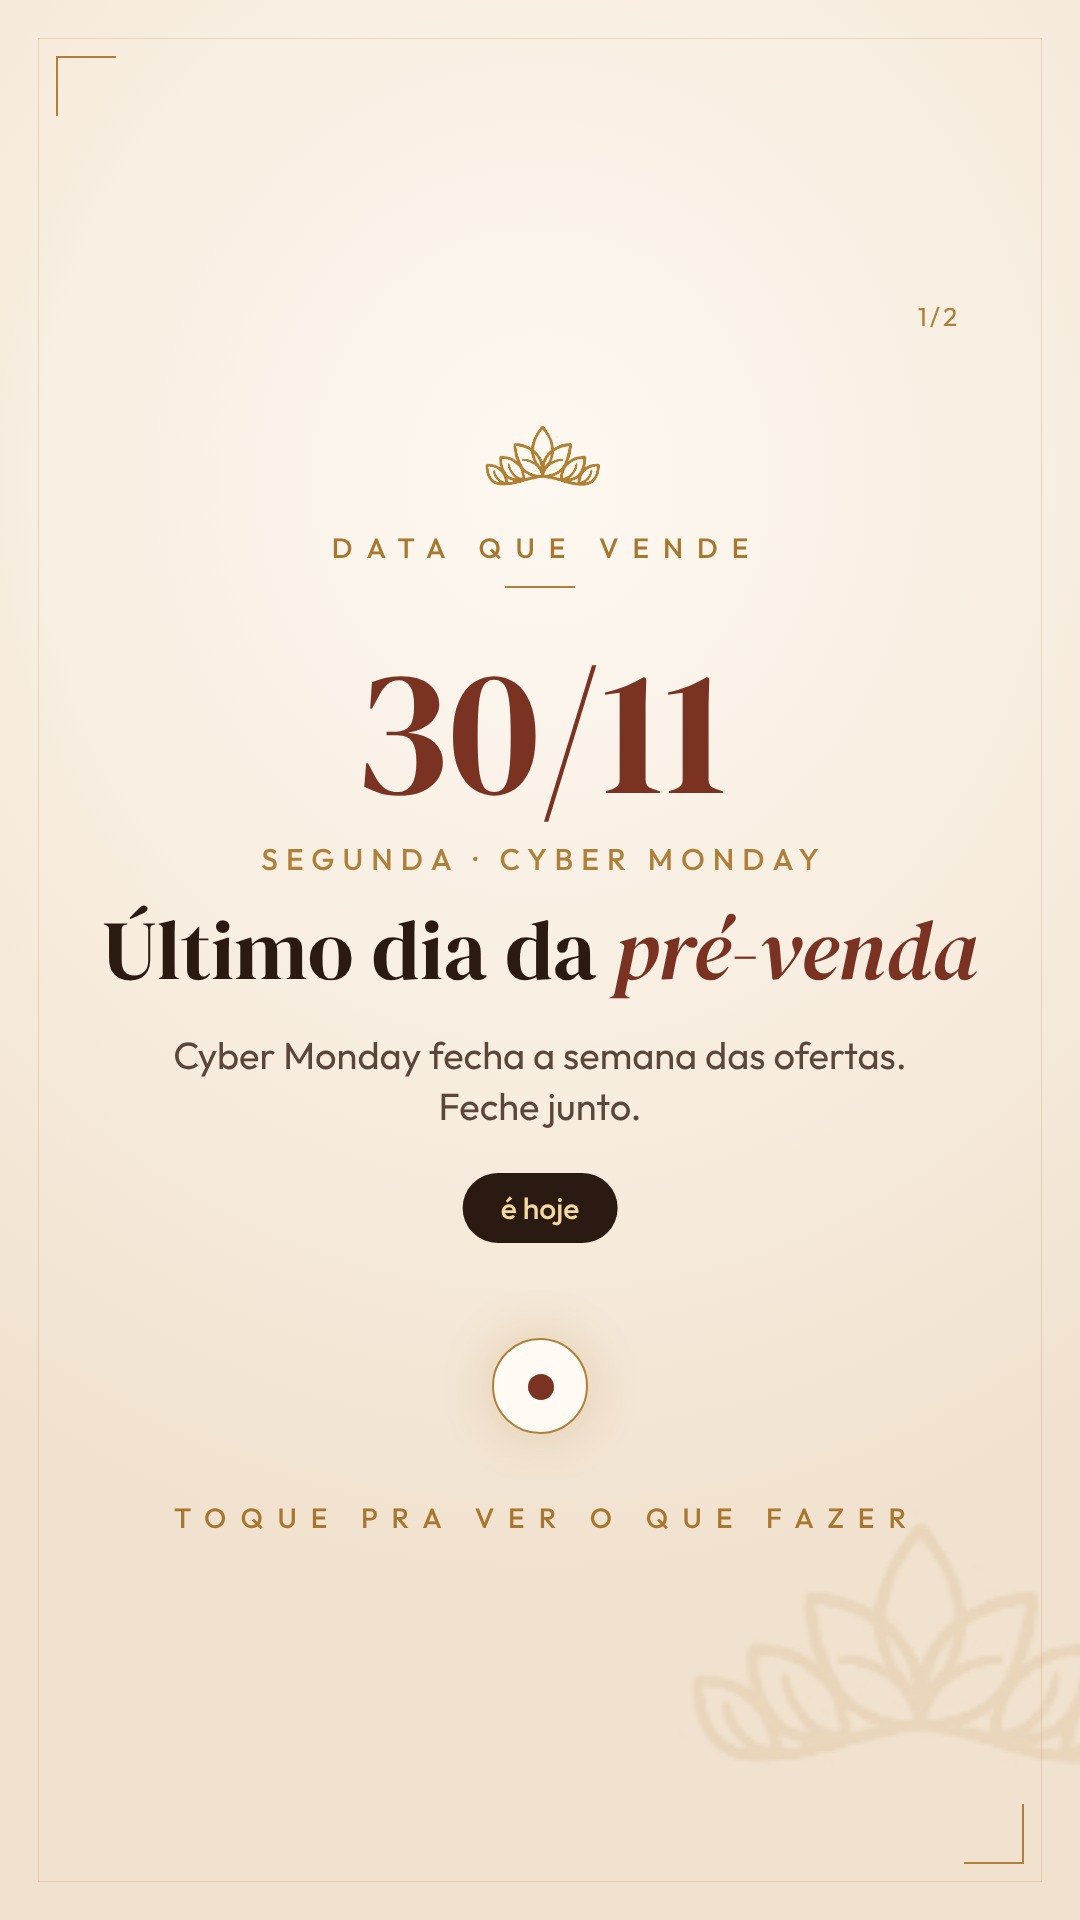 1/2
DATA QUE VENDE
30/11
SEGUNDA · CYBER MONDAY
Último dia da pré-venda
Cyber Monday fecha a semana das ofertas.
Feche junto.
é hoje
TOQUE PRA VER O QUE FAZER